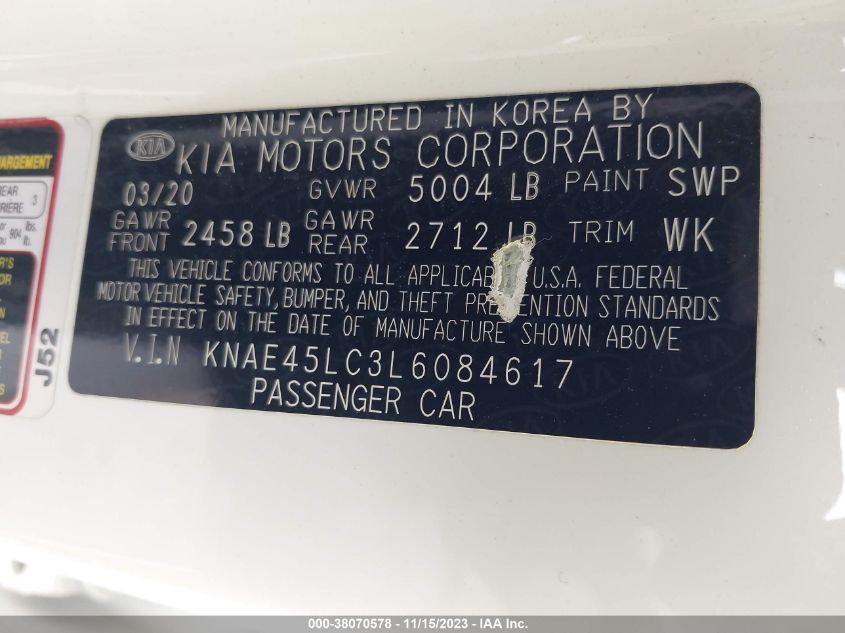 MANUFACTURED IN KOREA BY
KIA KIA MOTORS CORPORATION
03/20 GVWR 5004 LB PAINT SWP
GAWR FRONT 2458 LB GAWR REAR 2712 LB TRIM WK
THIS VEHICLE CONFORMS TO ALL APPLICABLE U.S.A. FEDERAL
MOTOR VEHICLE SAFETY, BUMPER, AND THEFT PREVENTION STANDARDS
IN EFFECT ON THE DATE OF MANUFACTURE SHOWN ABOVE
V.I.N KNAE45LC3L6084617
PASSENGER CAR
J52
000-38070578 - 11/15/2023 - IAA Inc.